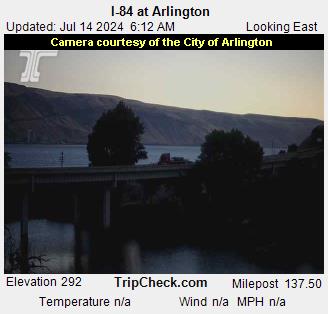 I-84 at Arlington
Updated: Jul 14 2024 6:12 AM Looking East
Camera courtesy of the City of Arlington
Elevation 292 TripCheck.com Milepost 137.50
Temperature n/a Wind n/a MPH n/a